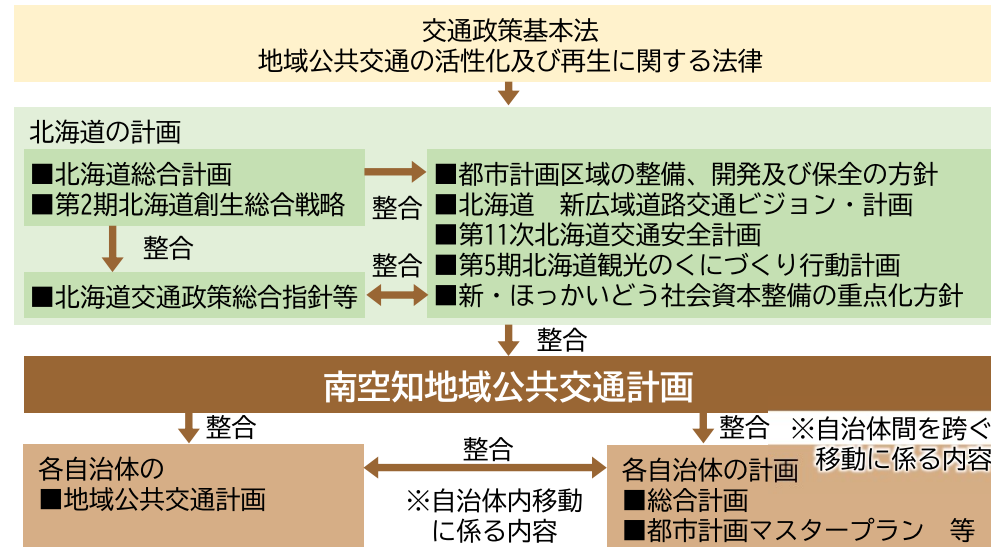 交通政策基本法
地域公共交通の活性化及び再生に関する法律
北海道の計画
■北海道総合計画
■第2期北海道創生総合戦略
整合
■都市計画区域の整備、開発及び保全の方針
■北海道　新広域道路交通ビジョン・計画
■第11次北海道交通安全計画
■第5期北海道観光のくにづくり行動計画
■新・ほっかいどう社会資本整備の重点化方針
整合
整合
■北海道交通政策総合指針等
整合
南空知地域公共交通計画
整合
整合
※自治体間を跨ぐ
移動に係る内容
各自治体の
■地域公共交通計画
整合
※自治体内移動
に係る内容
各自治体の計画
■総合計画
■都市計画マスタープラン　等